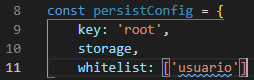 8 const persistConfig = {
9 key: 'root',
10 storage,
11 whitelist: ['usuario']